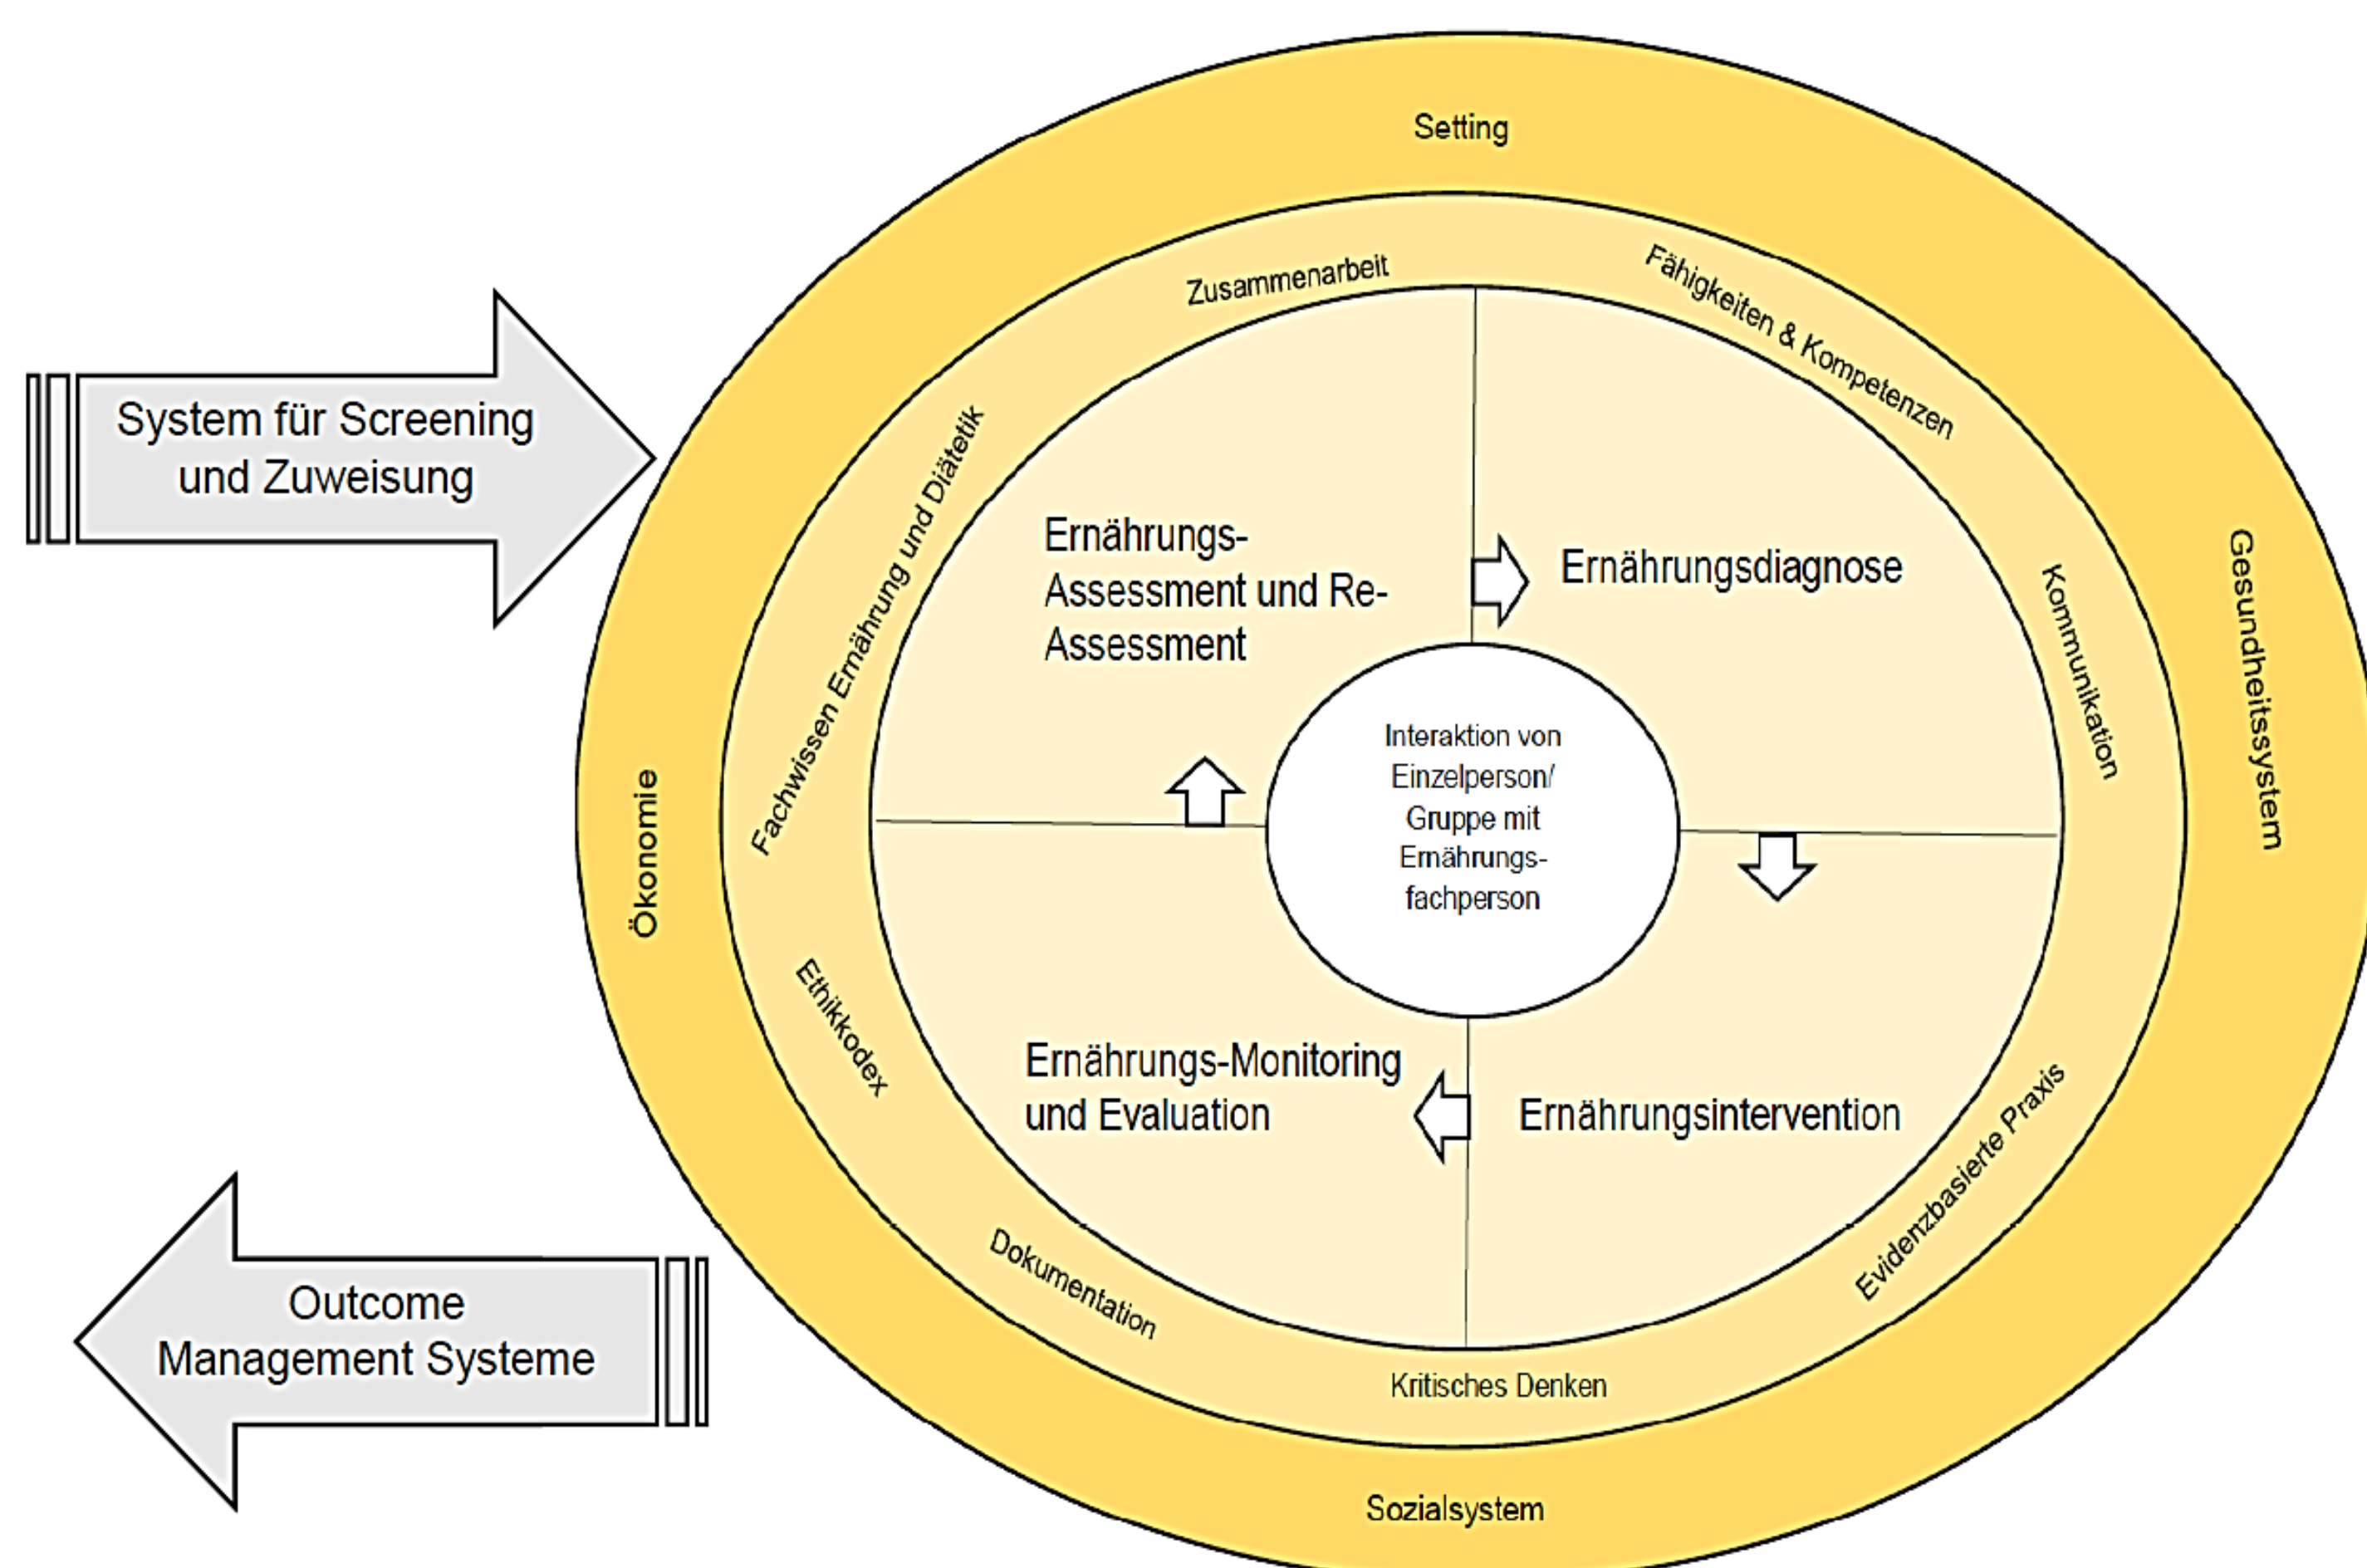 Setting
Zusammenarbeit
Fähigkeiten & Kompetenzen
System für Screening
und Zuweisung
Fachwissen Ernährung und Diätetik
Ernährungs-
Assessment und Re-
Assessment
Ernährungsdiagnose
Kommunikation
Gesundheitssystem
Ökonomie
Interaktion von
Einzelperson/
Gruppe mit
Ernährungs-
fachperson
Ethikkodex
Ernährungs-Monitoring
und Evaluation
Ernährungsintervention
Evidenzbasierte Praxis
Dokumentation
Outcome
Management Systeme
Kritisches Denken
Sozialsystem